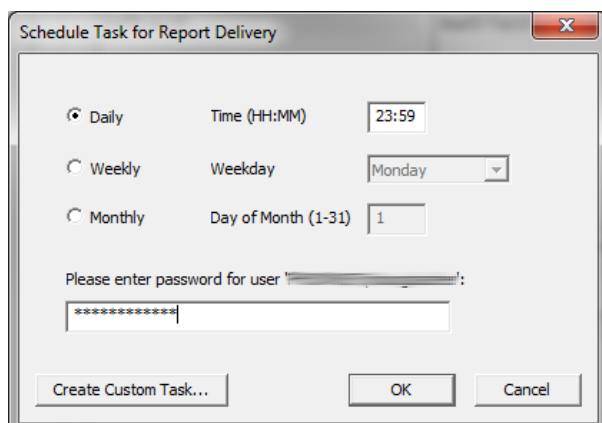 Schedule Task for Report Delivery
Daily Time (HH:MM) 23:59
Weekly Weekday Monday
Monthly Day of Month (1-31) 1
Please enter password for user '':
************
Create Custom Task... OK Cancel